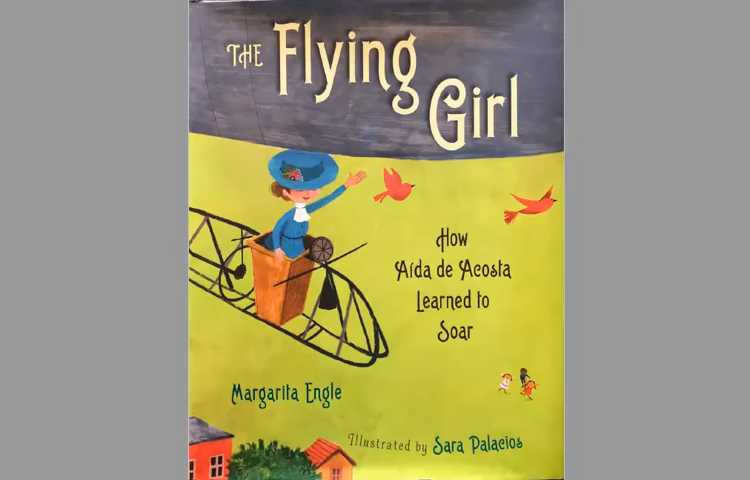 THE Flying
Girl
How
Aída de Acosta
Learned to
Soar
Margarita Engle
Illustrated by Sara Palacios